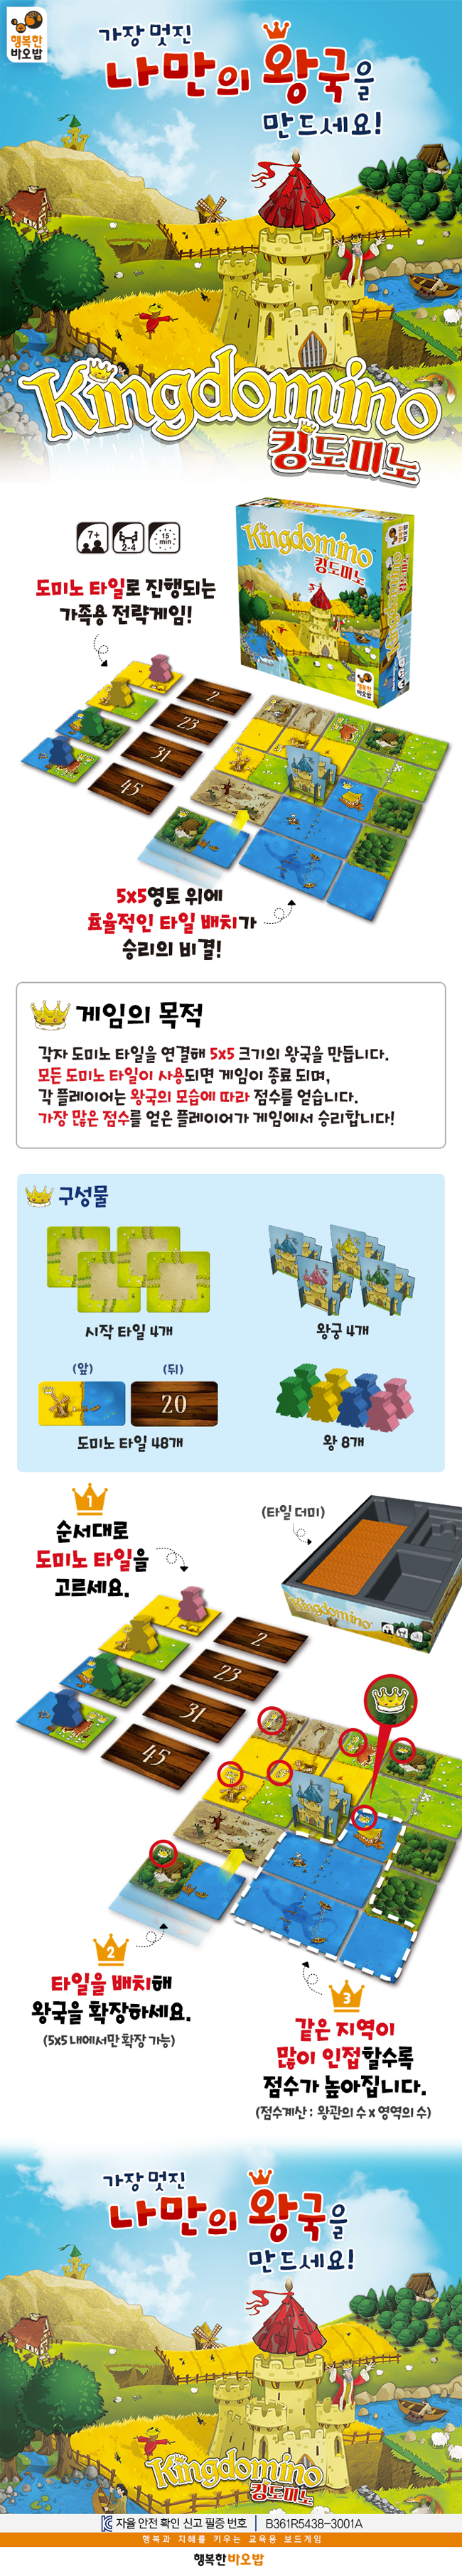 행복한
바오밥
가장 멋진
나만의 왕국을
만드세요!
Kingdomino
킹도미노
7+
2-4
15
min
Kingdomino
킹도미노
행복한
바오밥
도미노 타일로 진행되는
가족용 전략게임!
2
23
31
45
5x5영토 위에
효율적인 타일 배치가
승리의 비결!
게임의 목적
각자 도미노 타일을 연결해 5x5 크기의 왕국을 만듭니다.
모든 도미노 타일이 사용되면 게임이 종료 되며,
각 플레이어는 왕국의 모습에 따라 점수를 얻습니다.
가장 많은 점수를 얻은 플레이어가 게임에서 승리합니다!
구성물
시작 타일 4개
왕궁 4개
(앞)
(뒤)
20
도미노 타일 48개
왕 8개
1
순서대로
도미노 타일을
고르세요.
(타일 더미)
Kingdomino
2
23
31
45
2
타일을 배치해
왕국을 확장하세요.
(5x5 내에서만 확장 가능)
3
같은 지역이
많이 인접할수록
점수가 높아집니다.
(점수계산 : 왕관의 수 x 영역의 수)
가장 멋진
나만의 왕국을
만드세요!
Kingdomino
킹도미노
자율 안전 확인 신고 필증 번호 | B361R5438-3001A
행복과 지혜를 키우는 교육용 보드게임
행복한바오밥